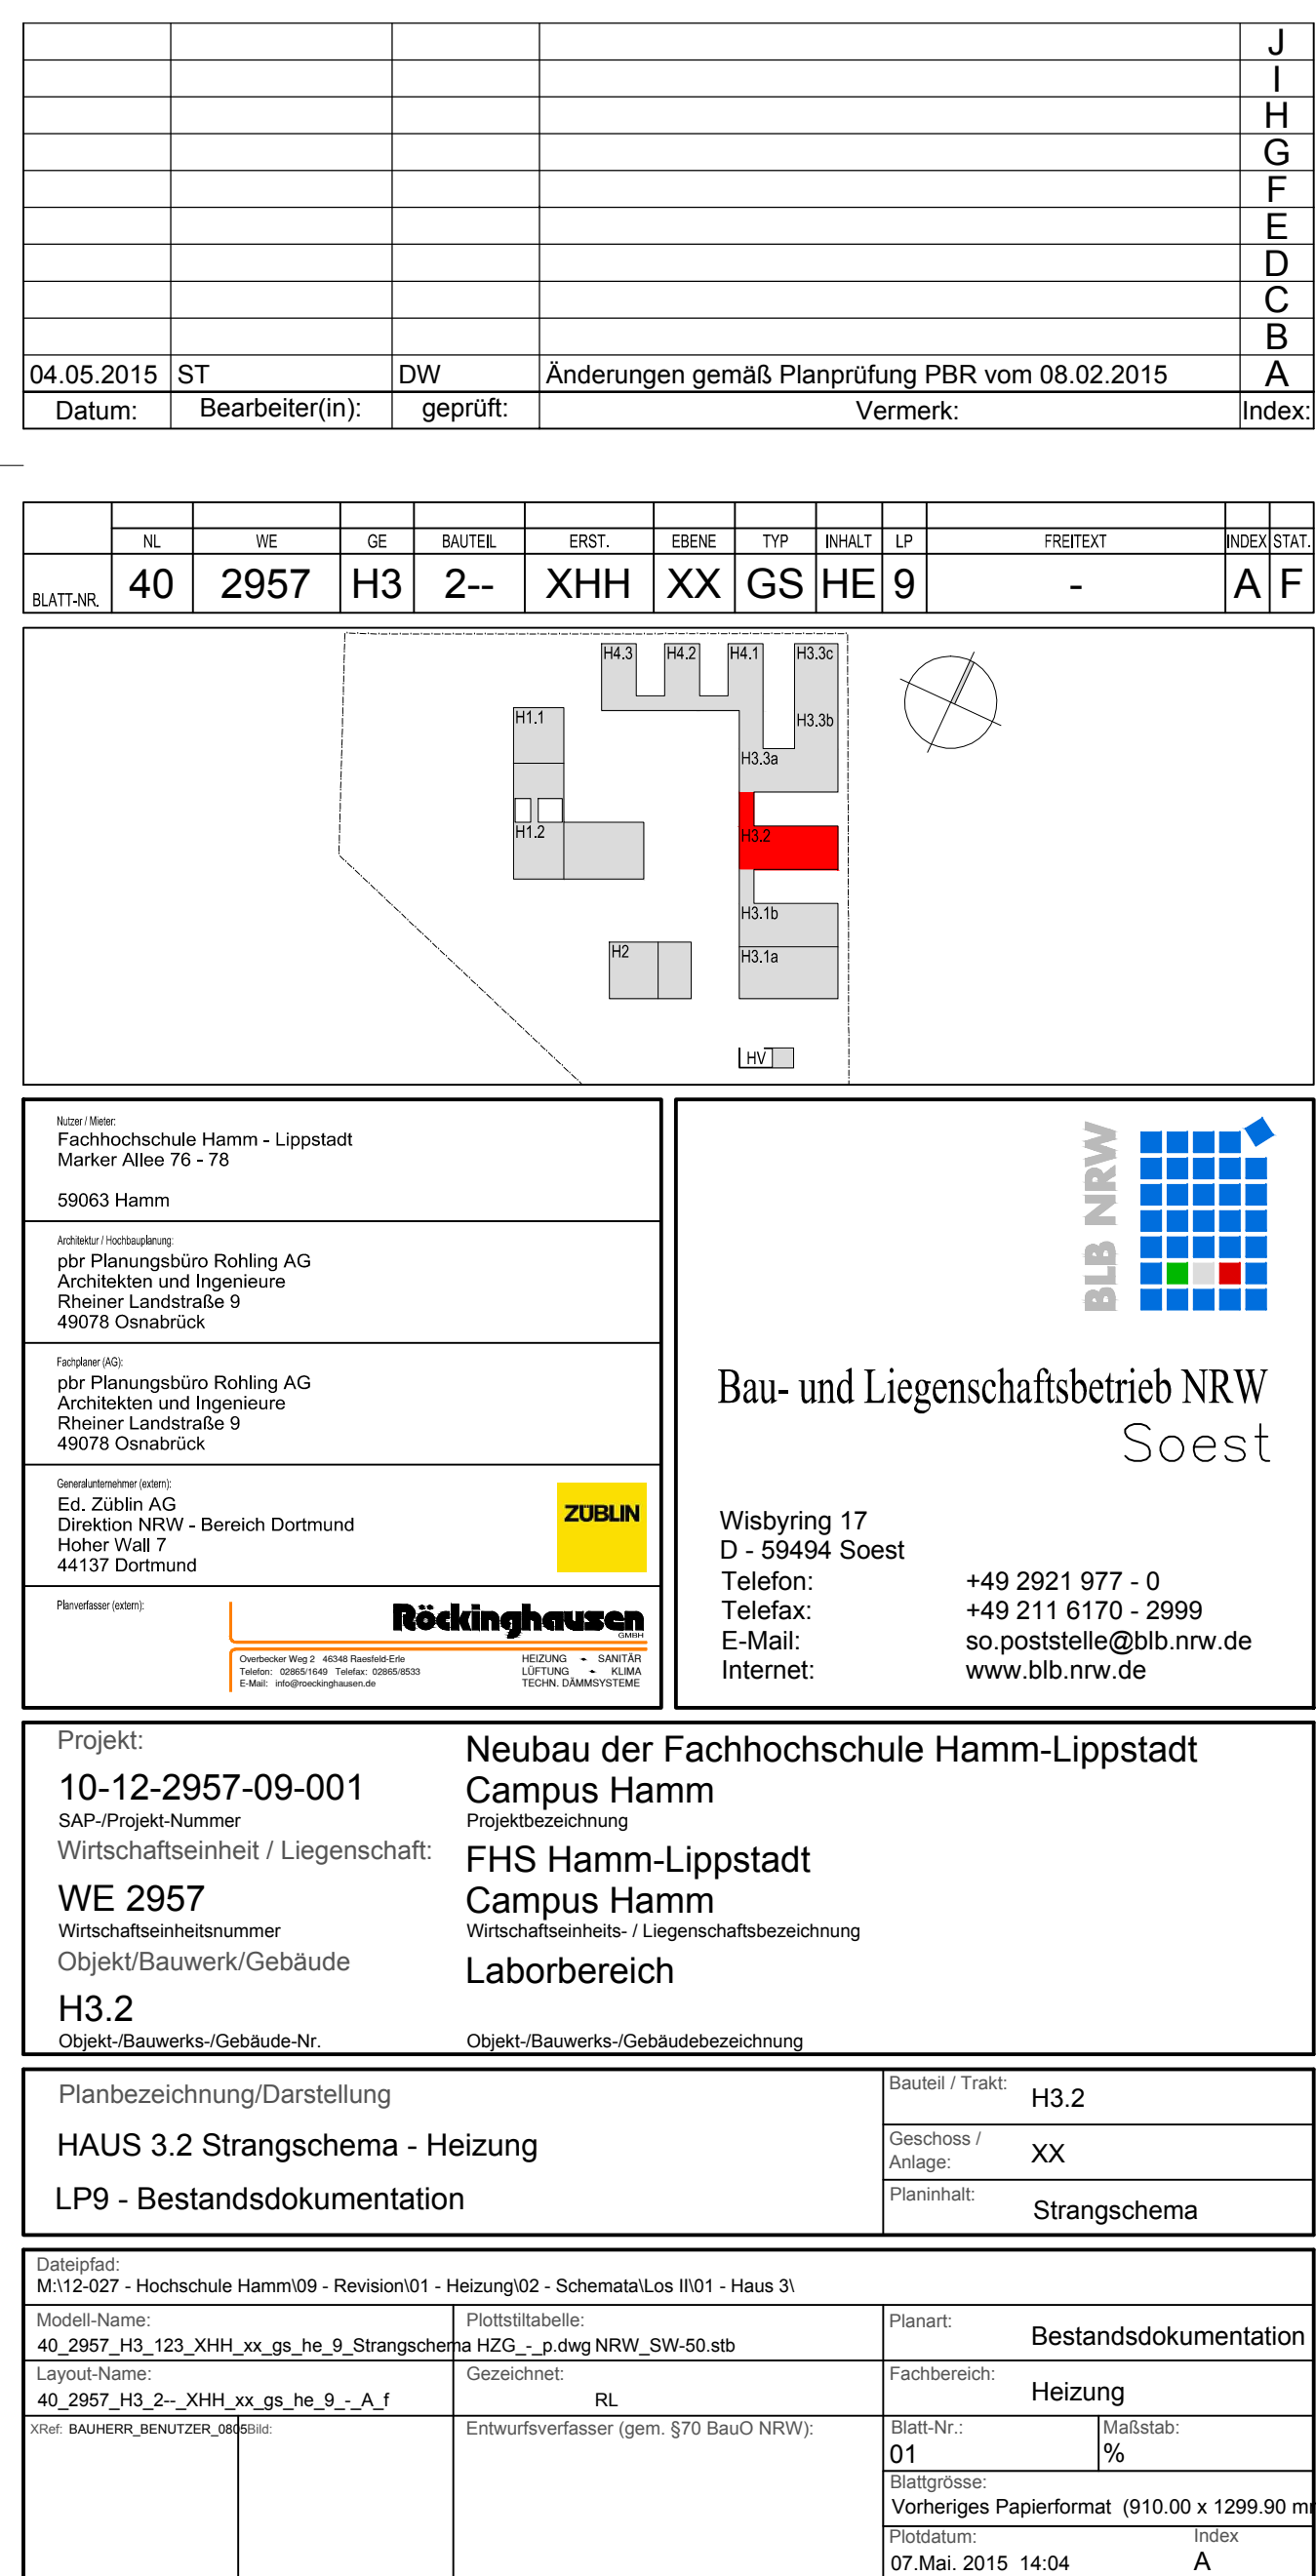 J
I
H
G
F
E
D
C
B
04.05.2015 ST DW Änderungen gemäß Planprüfung PBR vom 08.02.2015 A
Datum: Bearbeiter(in): geprüft: Vermerk: Index:
NL WE GE BAUTEIL ERST. EBENE TYP INHALT LP FREITEXT INDEX STAT.
BLATT-NR. 40 2957 H3 2-- XHH XX GS HE 9 - A F
H4.3 H4.2 H4.1 H3.3c
H1.1 H3.3b
H3.3a
H1.2 H3.2
H3.1b
H2 H3.1a
HV
Nutzer / Mieter:
Fachhochschule Hamm - Lippstadt
Marker Allee 76 - 78
59063 Hamm
Architektur / Hochbauplanung:
pbr Planungsbüro Rohling AG
Architekten und Ingenieure
Rheiner Landstraße 9
49078 Osnabrück
Fachplaner (AG):
pbr Planungsbüro Rohling AG
Architekten und Ingenieure
Rheiner Landstraße 9
49078 Osnabrück
Generalunternehmer (extern):
Ed. Züblin AG
Direktion NRW - Bereich Dortmund
Hoher Wall 7
44137 Dortmund
ZÜBLIN
Planverfasser (extern):
Röckinghausen
GMBH
Overbecker Weg 2 46348 Raesfeld-Erle
Telefon: 02865/1649 Telefax: 02865/8533
E-Mail: info@roeckinghausen.de
HEIZUNG SANITÄR
LÜFTUNG KLIMA
TECHN. DÄMMSYSTEME
BLB NRW
Bau- und Liegenschaftsbetrieb NRW
Soest
Wisbyring 17
D - 59494 Soest
Telefon: +49 2921 977 - 0
Telefax: +49 211 6170 - 2999
E-Mail: so.poststelle@blb.nrw.de
Internet: www.blb.nrw.de
Projekt:
10-12-2957-09-001
SAP-/Projekt-Nummer
Neubau der Fachhochschule Hamm-Lippstadt
Campus Hamm
Projektbezeichnung
Wirtschaftseinheit / Liegenschaft:
WE 2957
Wirtschaftseinheitsnummer
FHS Hamm-Lippstadt
Campus Hamm
Wirtschaftseinheits- / Liegenschaftsbezeichnung
Objekt/Bauwerk/Gebäude
H3.2
Objekt-/Bauwerks-/Gebäude-Nr.
Laborbereich
Objekt-/Bauwerks-/Gebäudebezeichnung
Planbezeichnung/Darstellung
HAUS 3.2 Strangschema - Heizung
LP9 - Bestandsdokumentation
Bauteil / Trakt: H3.2
Geschoss /
Anlage: XX
Planinhalt: Strangschema
Dateipfad:
M:\12-027 - Hochschule Hamm\09 - Revision\01 - Heizung\02 - Schemata\Los II\01 - Haus 3\
Modell-Name:
40_2957_H3_123_XHH_xx_gs_he_9_Strangschema HZG_-_p.dwg
Plottstiltabelle:
NRW_SW-50.stb
Planart: Bestandsdokumentation
Layout-Name:
40_2957_H3_2--_XHH_xx_gs_he_9_-_A_f
Gezeichnet:
RL
Fachbereich: Heizung
XRef: BAUHERR_BENUTZER_0805
Bild:
Entwurfsverfasser (gem. §70 BauO NRW):
Blatt-Nr.:
01
Maßstab:
%
Blattgrösse:
Vorheriges Papierformat (910.00 x 1299.90 m
Plotdatum:
07.Mai. 2015 14:04
Index
A